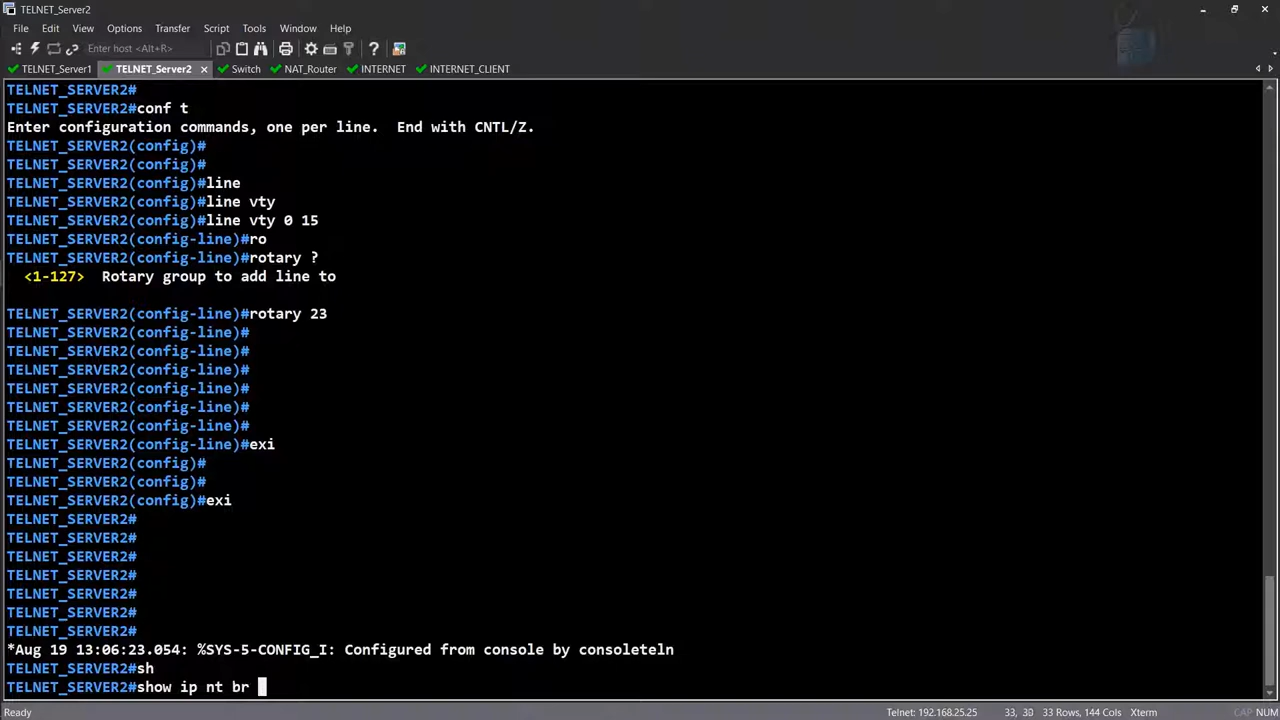 TELNET_Server2
File Edit View Options Transfer Script Tools Window Help
Enter host <Alt+R>
TELNET_Server1 TELNET_Server2 Switch NAT_Router INTERNET INTERNET_CLIENT
TELNET_SERVER2#
TELNET_SERVER2#conf t
Enter configuration commands, one per line.  End with CNTL/Z.
TELNET_SERVER2(config)#
TELNET_SERVER2(config)#
TELNET_SERVER2(config)#line
TELNET_SERVER2(config)#line vty
TELNET_SERVER2(config)#line vty 0 15
TELNET_SERVER2(config-line)#ro
TELNET_SERVER2(config-line)#rotary ?
<1-127>  Rotary group to add line to
TELNET_SERVER2(config-line)#rotary 23
TELNET_SERVER2(config-line)#
TELNET_SERVER2(config-line)#
TELNET_SERVER2(config-line)#
TELNET_SERVER2(config-line)#
TELNET_SERVER2(config-line)#
TELNET_SERVER2(config-line)#
TELNET_SERVER2(config-line)#exi
TELNET_SERVER2(config)#
TELNET_SERVER2(config)#
TELNET_SERVER2(config)#exi
TELNET_SERVER2#
TELNET_SERVER2#
TELNET_SERVER2#
TELNET_SERVER2#
TELNET_SERVER2#
TELNET_SERVER2#
TELNET_SERVER2#
*Aug 19 13:06:23.054: %SYS-5-CONFIG_I: Configured from console by consoleteln
TELNET_SERVER2#sh
TELNET_SERVER2#show ip nt br
Ready Telnet: 192.168.25.25 33, 30 33 Rows, 144 Cols Xterm CAP NUM